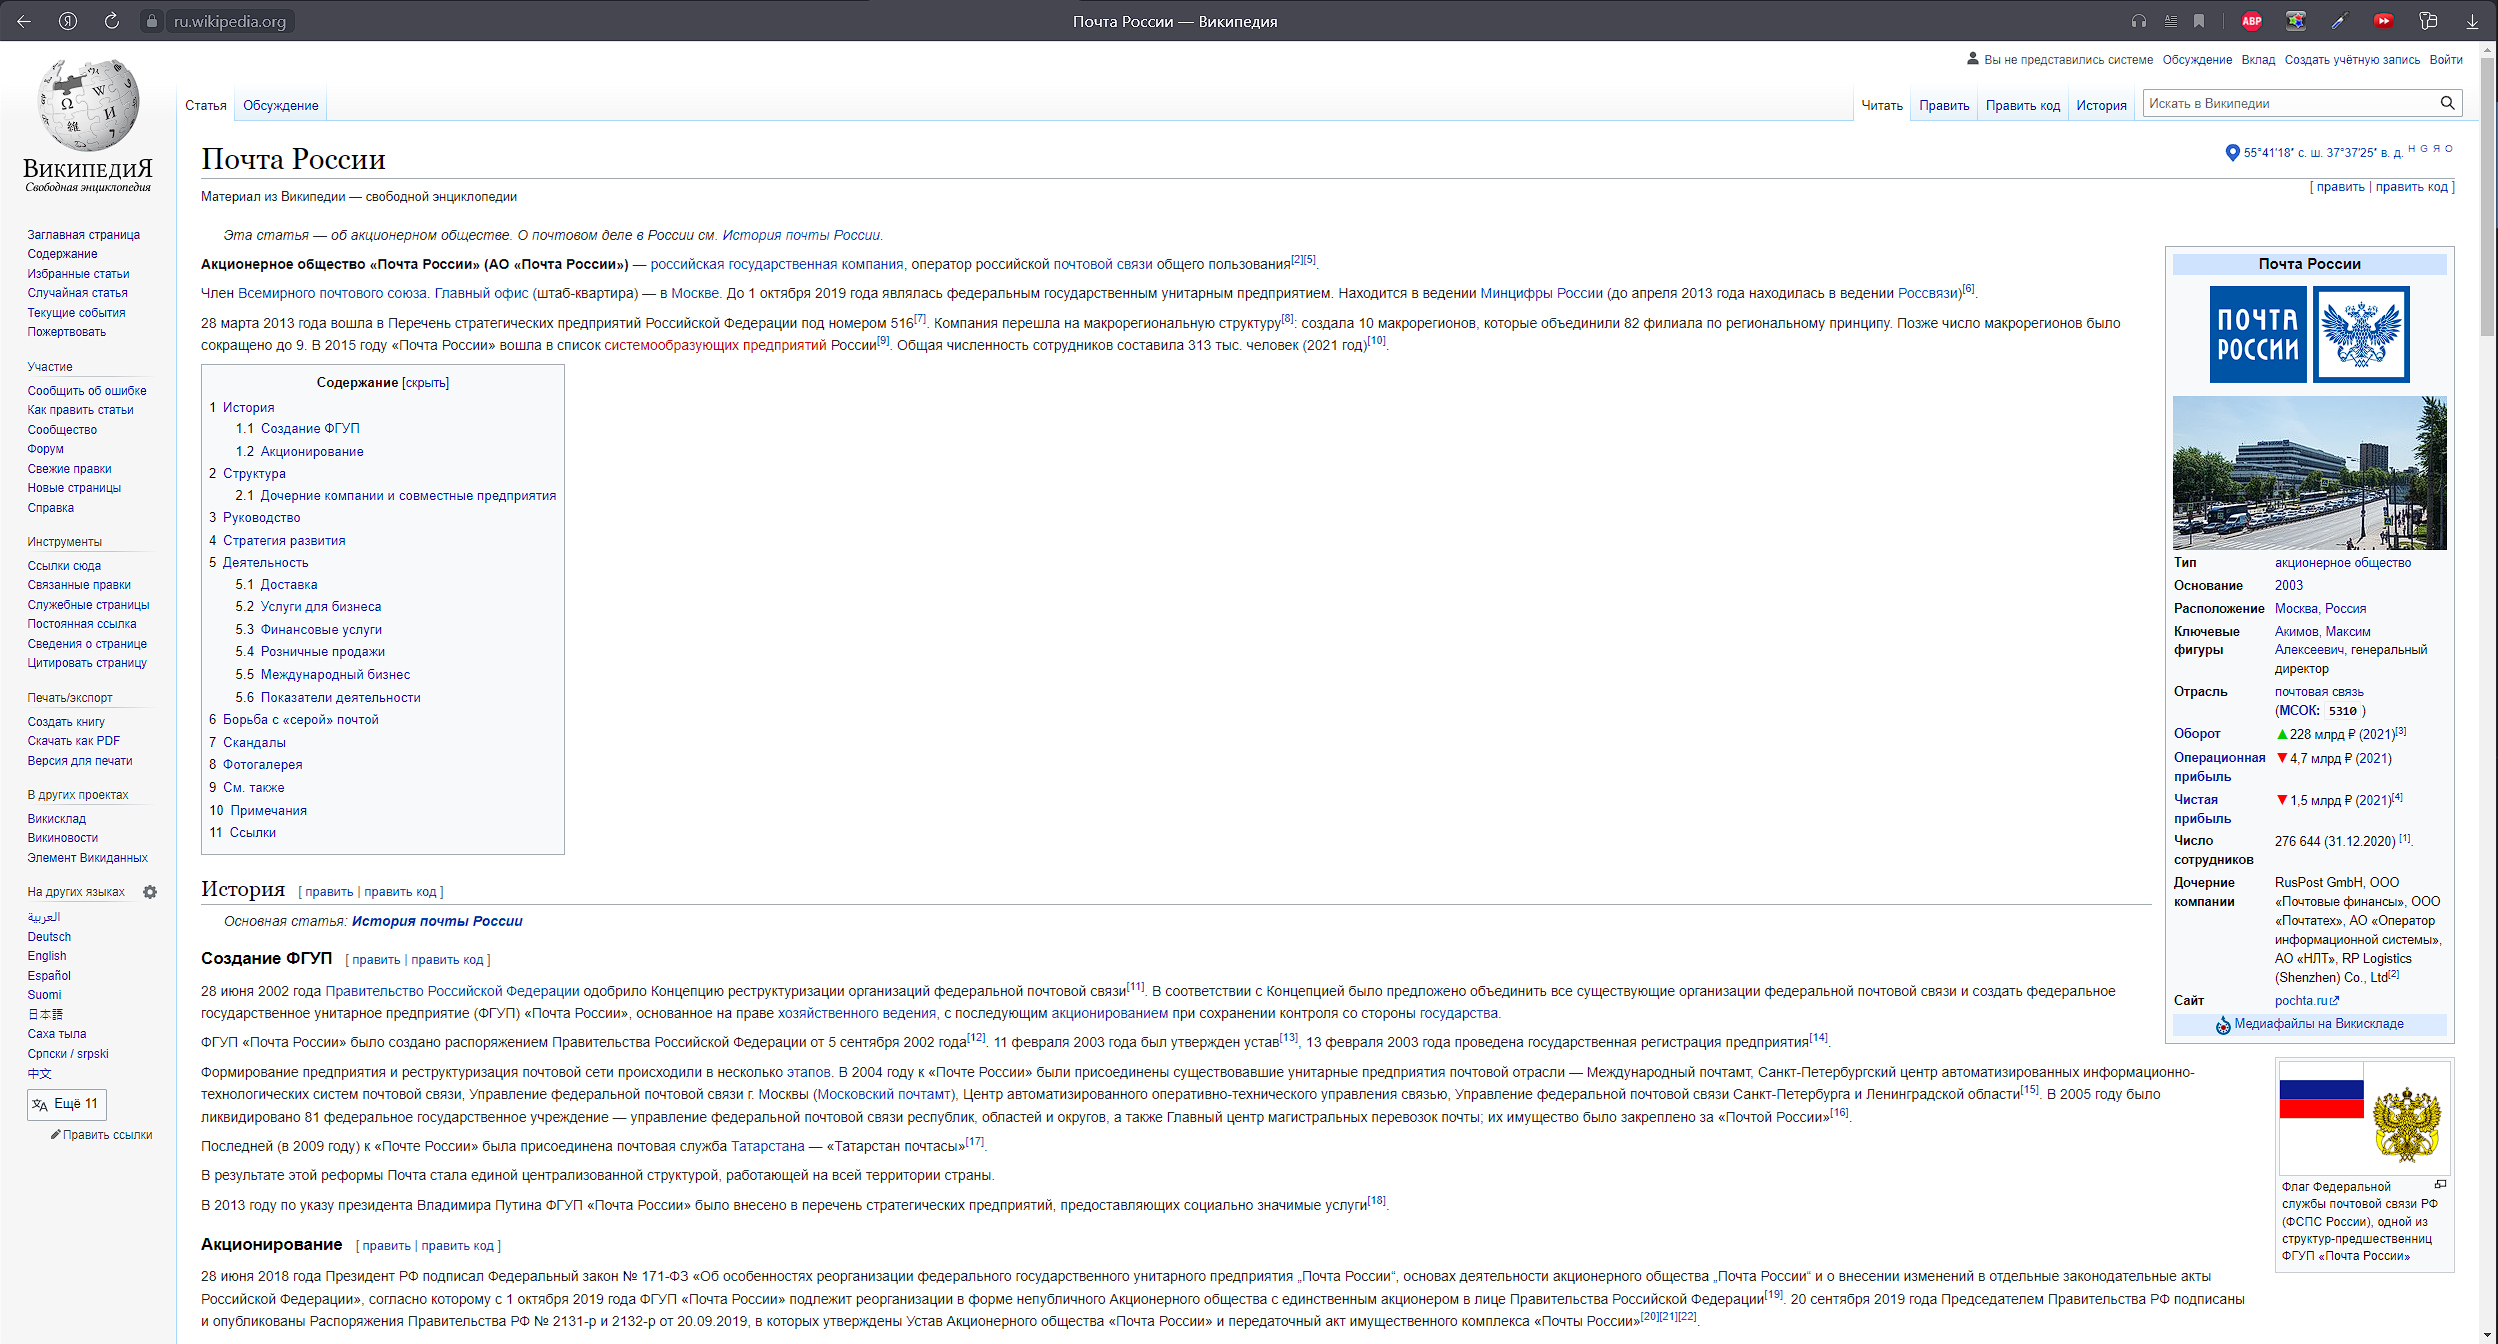 ru.wikipedia.org
Почта России — Википедия
ABP
ВикипедиЯ
Свободная энциклопедия
Вы не представились системе Обсуждение Вклад Создать учётную запись Войти
Статья Обсуждение
Читать Править Править код История Искать в Википедии
Почта России
55°41′18″ с. ш. 37°37′25″ в. д. H G Я O
Материал из Википедии — свободной энциклопедии
[ править | править код ]
Эта статья — об акционерном обществе. О почтовом деле в России см. История почты России.
Акционерное общество «Почта России» (АО «Почта России») — российская государственная компания, оператор российской почтовой связи общего пользования[2][5].
Член Всемирного почтового союза. Главный офис (штаб-квартира) — в Москве. До 1 октября 2019 года являлась федеральным государственным унитарным предприятием. Находится в ведении Минцифры России (до апреля 2013 года находилась в ведении Россвязи)[6].
28 марта 2013 года вошла в Перечень стратегических предприятий Российской Федерации под номером 516[7]. Компания перешла на макрорегиональную структуру[8]: создала 10 макрорегионов, которые объединили 82 филиала по региональному принципу. Позже число макрорегионов было
сокращено до 9. В 2015 году «Почта России» вошла в список системообразующих предприятий России[9]. Общая численность сотрудников составила 313 тыс. человек (2021 год)[10].
Содержание [скрыть]
1 История
1.1 Создание ФГУП
1.2 Акционирование
2 Структура
2.1 Дочерние компании и совместные предприятия
3 Руководство
4 Стратегия развития
5 Деятельность
5.1 Доставка
5.2 Услуги для бизнеса
5.3 Финансовые услуги
5.4 Розничные продажи
5.5 Международный бизнес
5.6 Показатели деятельности
6 Борьба с «серой» почтой
7 Скандалы
8 Фотогалерея
9 См. также
10 Примечания
11 Ссылки
История [ править | править код ]
Основная статья: История почты России
Создание ФГУП [ править | править код ]
28 июня 2002 года Правительство Российской Федерации одобрило Концепцию реструктуризации организаций федеральной почтовой связи[11]. В соответствии с Концепцией было предложено объединить все существующие организации федеральной почтовой связи и создать федеральное
государственное унитарное предприятие (ФГУП) «Почта России», основанное на праве хозяйственного ведения, с последующим акционированием при сохранении контроля со стороны государства.
ФГУП «Почта России» было создано распоряжением Правительства Российской Федерации от 5 сентября 2002 года[12]. 11 февраля 2003 года был утвержден устав[13], 13 февраля 2003 года проведена государственная регистрация предприятия[14].
Формирование предприятия и реструктуризация почтовой сети происходили в несколько этапов. В 2004 году к «Почте России» были присоединены существовавшие унитарные предприятия почтовой отрасли — Международный почтамт, Санкт-Петербургский центр автоматизированных информационно-
технологических систем почтовой связи, Управление федеральной почтовой связи г. Москвы (Московский почтамт), Центр автоматизированного оперативно-технического управления связью, Управление федеральной почтовой связи Санкт-Петербурга и Ленинградской области[15]. В 2005 году было
ликвидировано 81 федеральное государственное учреждение — управление федеральной почтовой связи республик, областей и округов, а также Главный центр магистральных перевозок почты; их имущество было закреплено за «Почтой России»[16].
Последней (в 2009 году) к «Почте России» была присоединена почтовая служба Татарстана — «Татарстан почтасы»[17].
В результате этой реформы Почта стала единой централизованной структурой, работающей на всей территории страны.
В 2013 году по указу президента Владимира Путина ФГУП «Почта России» было внесено в перечень стратегических предприятий, предоставляющих социально значимые услуги[18].
Акционирование [ править | править код ]
28 июня 2018 года Президент РФ подписал Федеральный закон № 171-ФЗ «Об особенностях реорганизации федерального государственного унитарного предприятия „Почта России“, основах деятельности акционерного общества „Почта России“ и о внесении изменений в отдельные законодательные акты
Российской Федерации», согласно которому с 1 октября 2019 года ФГУП «Почта России» подлежит реорганизации в форме непубличного Акционерного общества с единственным акционером в лице Правительства Российской Федерации[19]. 20 сентября 2019 года Председателем Правительства РФ подписаны
и опубликованы Распоряжения Правительства РФ № 2131-р и 2132-р от 20.09.2019, в которых утверждены Устав Акционерного общества «Почта России» и передаточный акт имущественного комплекса «Почты России»[20][21][22].
Почта России
ПОЧТА
РОССИИ
Тип акционерное общество
Основание 2003
Расположение Москва, Россия
Ключевые фигуры Акимов, Максим
Алексеевич, генеральный
директор
Отрасль почтовая связь
(МСОК: 5310 )
Оборот ▲228 млрд ₽ (2021)[3]
Операционная прибыль ▼4,7 млрд ₽ (2021)
Чистая прибыль ▼1,5 млрд ₽ (2021)[4]
Число сотрудников 276 644 (31.12.2020) [1].
Дочерние компании RusPost GmbH, ООО
«Почтовые финансы», ООО
«Почтатех», АО «Оператор
информационной системы»,
АО «НЛТ», RP Logistics
(Shenzhen) Co., Ltd[2]
Сайт pochta.ru
Медиафайлы на Викискладе
Флаг Федеральной
службы почтовой связи РФ
(ФСПС России), одной из
структур-предшественниц
ФГУП «Почта России»
Заглавная страница
Содержание
Избранные статьи
Случайная статья
Текущие события
Пожертвовать
Участие
Сообщить об ошибке
Как править статьи
Сообщество
Форум
Свежие правки
Новые страницы
Справка
Инструменты
Ссылки сюда
Связанные правки
Служебные страницы
Постоянная ссылка
Сведения о странице
Цитировать страницу
Печать/экспорт
Создать книгу
Скачать как PDF
Версия для печати
В других проектах
Викисклад
Викиновости
Элемент Викиданных
На других языках
العربية
Deutsch
English
Español
Suomi
日本語
Саха тыла
Српски / srpski
中文
Ещё 11
Править ссылки